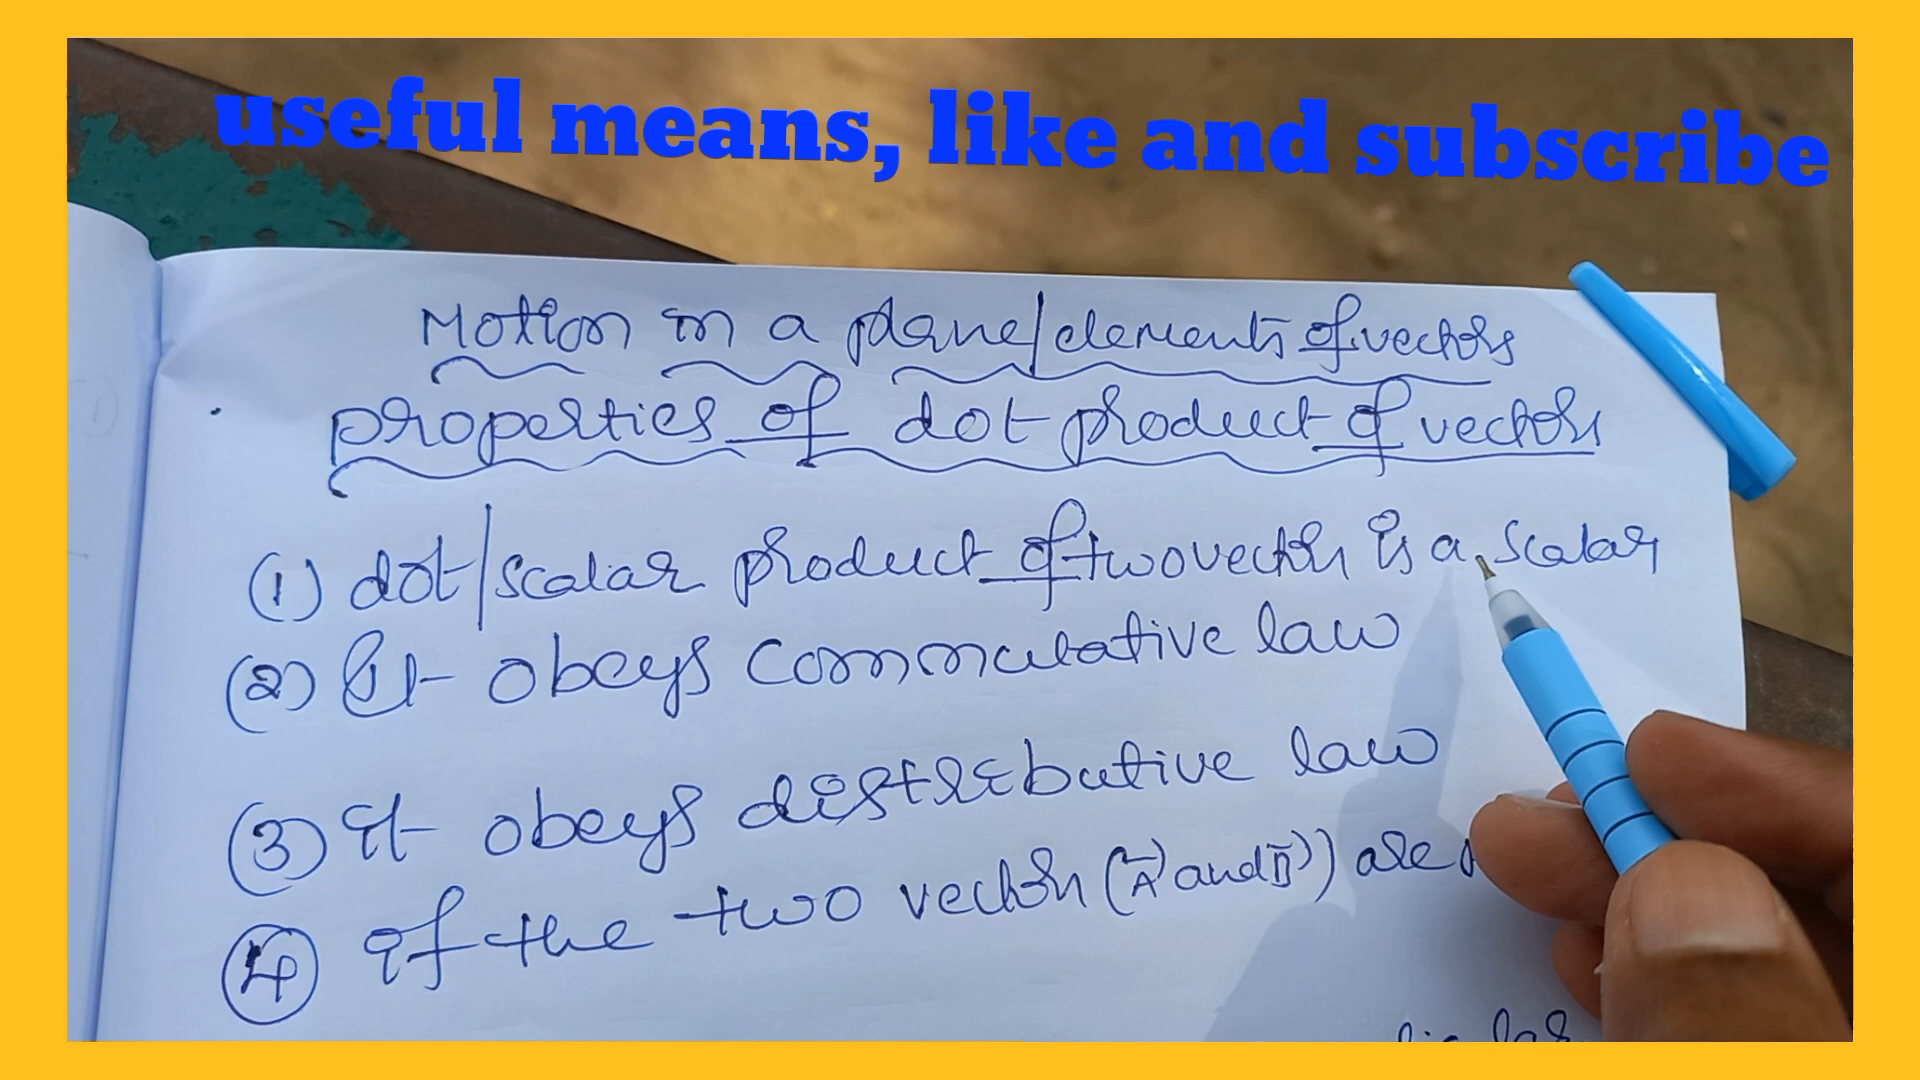 useful means, like and subscribe
Motion in a plane/elements of vectors
properties of dot product of vectors
(1) dot/scalar product of two vectors is a scalar
(2) It obeys commutative law
(3) it obeys distributive law
(4) if the two vectors (A and B) are